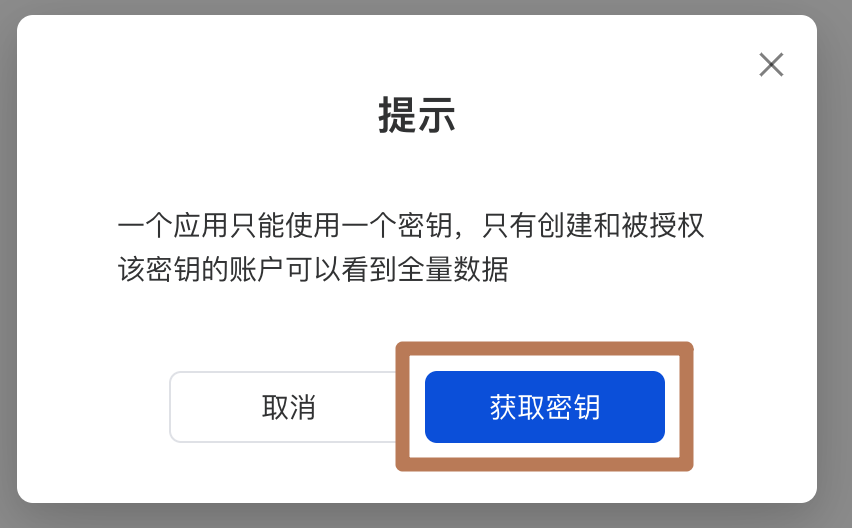 提示
一个应用只能使用一个密钥，只有创建和被授权
该密钥的账户可以看到全量数据
取消
获取密钥